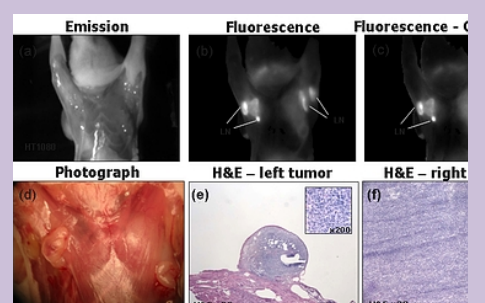 Emission
Fluorescence
Fluorescence -
(a)
(b)
(c)
HT1080
LN
LN
LN
Photograph
H&E – left tumor
H&E – right
(d)
(e)
(f)
x200